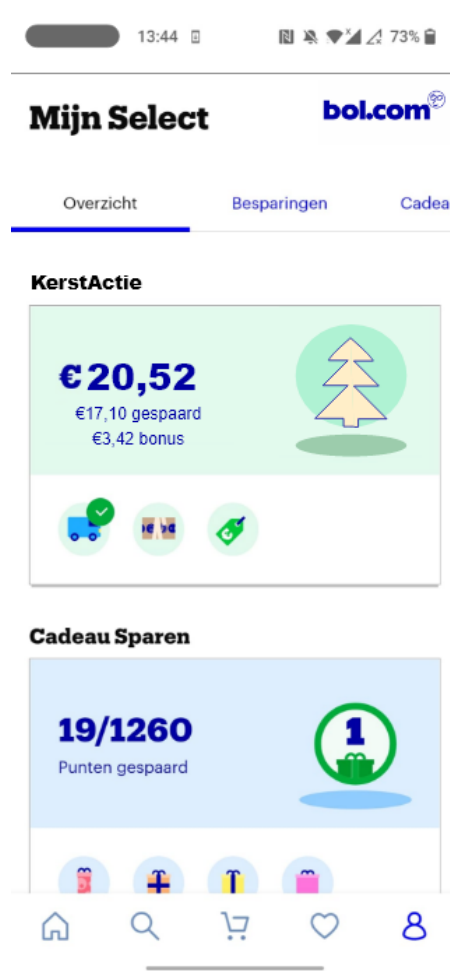 13:44
73%
Mijn Select
bol.com
Overzicht
Besparingen
Cadea
KerstActie
€20,52
€17,10 gespaard
€3,42 bonus
Cadeau Sparen
19/1260
Punten gespaard
1